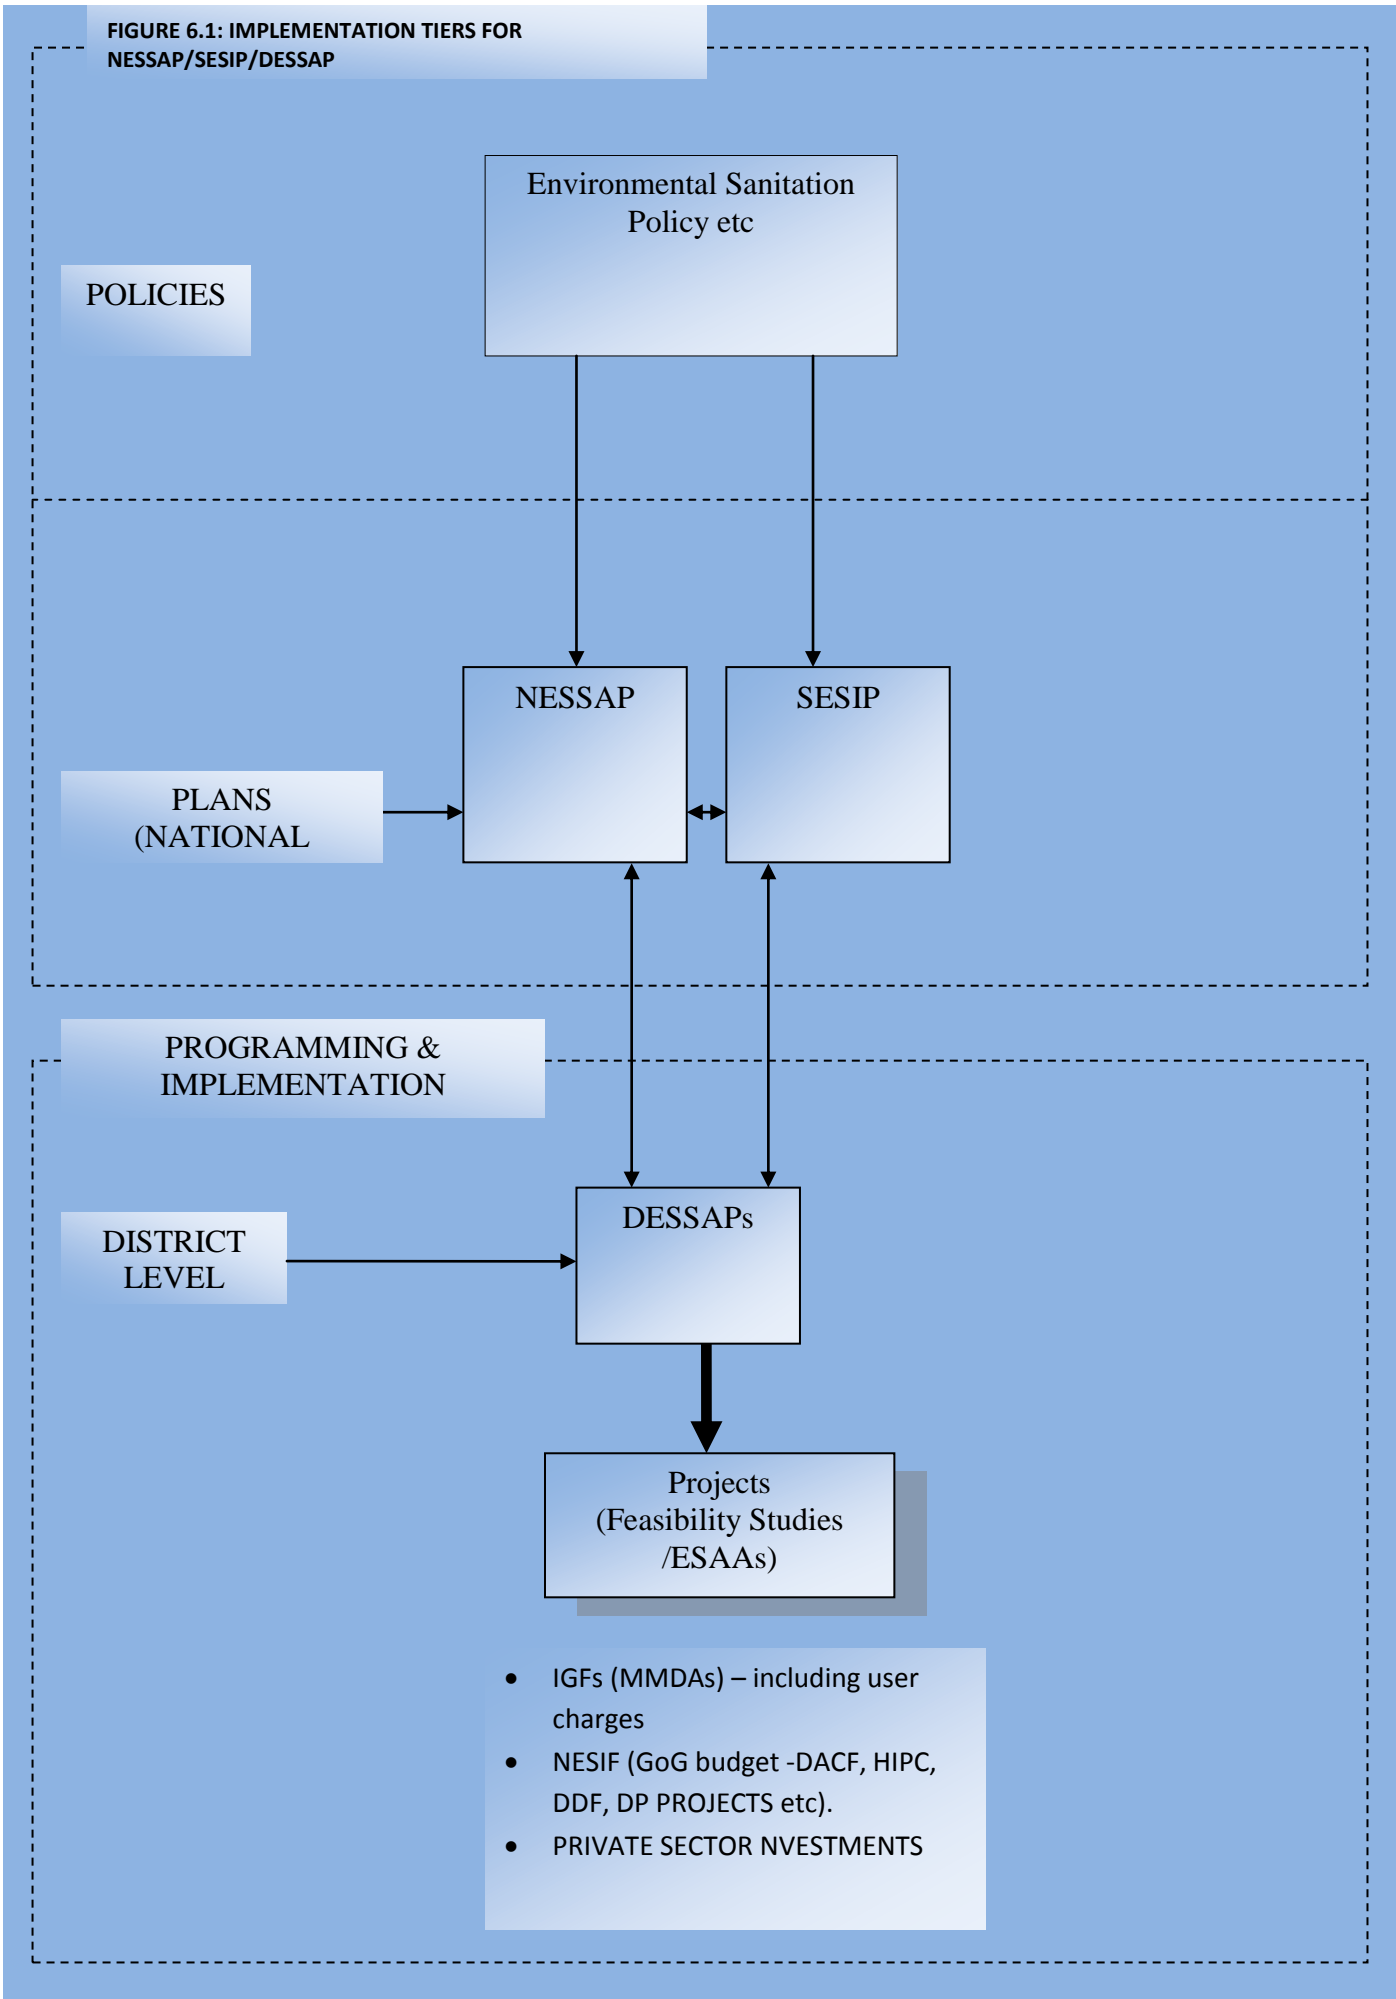 FIGURE 6.1: IMPLEMENTATION TIERS FOR
NESSAP/SESIP/DESSAP
Environmental Sanitation
Policy etc
POLICIES
NESSAP
SESIP
PLANS
(NATIONAL
PROGRAMMING &
IMPLEMENTATION
DESSAPs
DISTRICT
LEVEL
Projects
(Feasibility Studies
/ESAAs)
• IGFs (MMDAs) – including user
charges
• NESIF (GoG budget -DACF, HIPC,
DDF, DP PROJECTS etc).
• PRIVATE SECTOR NVESTMENTS